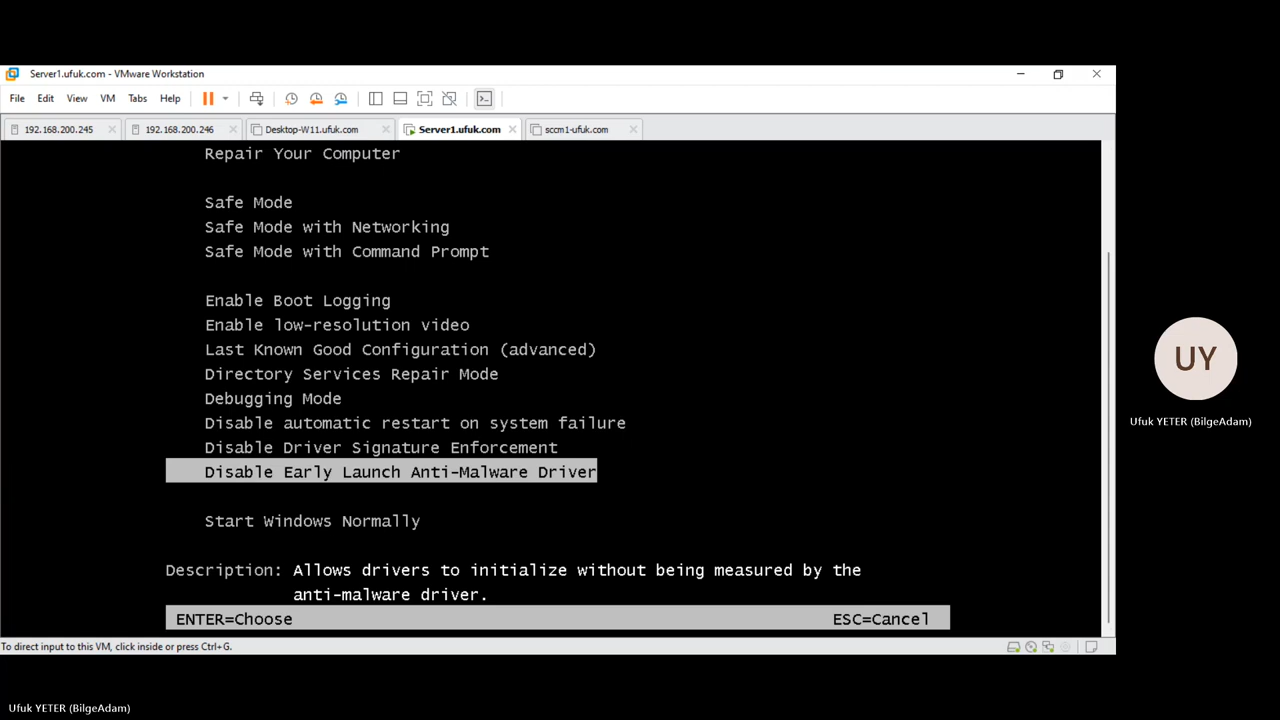 Server1.ufuk.com - VMware Workstation
File Edit View VM Tabs Help
192.168.200.245 192.168.200.246 Desktop-W11.ufuk.com Server1.ufuk.com sccm1-ufuk.com
Repair Your Computer
Safe Mode
Safe Mode with Networking
Safe Mode with Command Prompt
Enable Boot Logging
Enable low-resolution video
Last Known Good Configuration (advanced)
Directory Services Repair Mode
Debugging Mode
Disable automatic restart on system failure
Disable Driver Signature Enforcement
Disable Early Launch Anti-Malware Driver
Start Windows Normally
Description: Allows drivers to initialize without being measured by the
anti-malware driver.
ENTER=Choose ESC=Cancel
To direct input to this VM, click inside or press Ctrl+G.
UY
Ufuk YETER (BilgeAdam)
Ufuk YETER (BilgeAdam)